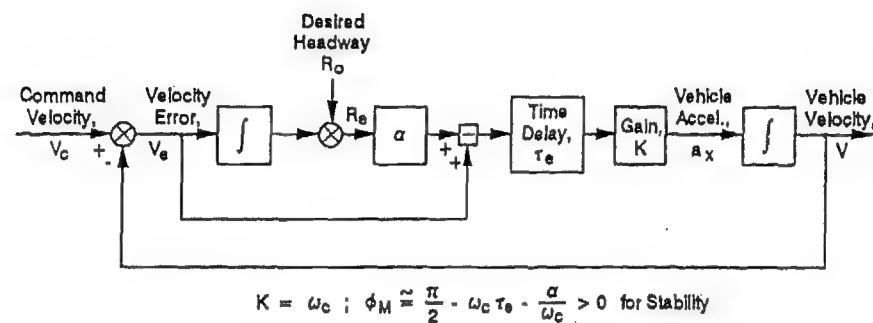 Desired
Headway
R₀
Command
Velocity,
V_c
+
-
Velocity
Error,
V_e
∫
R_e
α
+
+
−
Time
Delay,
τ_e
Gain,
K
Vehicle
Accel.,
a_x
∫
Vehicle
Velocity,
V
K = ω_c ; ϕ_M ≅ π/2 - ω_c τ_e - α/ω_c > 0 for Stability